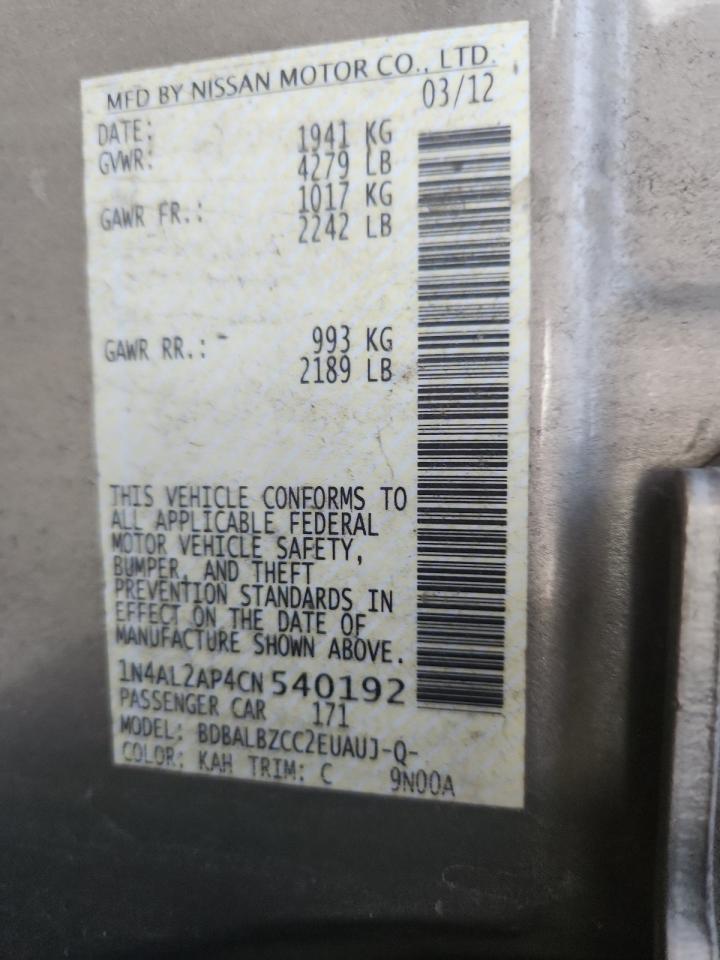 MFD BY NISSAN MOTOR CO., LTD.
DATE: 03/12
GVWR: 1941 KG
4279 LB
GAWR FR.: 1017 KG
2242 LB
GAWR RR.: 993 KG
2189 LB
THIS VEHICLE CONFORMS TO
ALL APPLICABLE FEDERAL
MOTOR VEHICLE SAFETY,
BUMPER, AND THEFT
PREVENTION STANDARDS IN
EFFECT ON THE DATE OF
MANUFACTURE SHOWN ABOVE.
1N4AL2AP4CN540192
PASSENGER CAR 171
MODEL: BDBALBZCC2EUAUJ-Q-
COLOR: KAH TRIM: C 9N00A